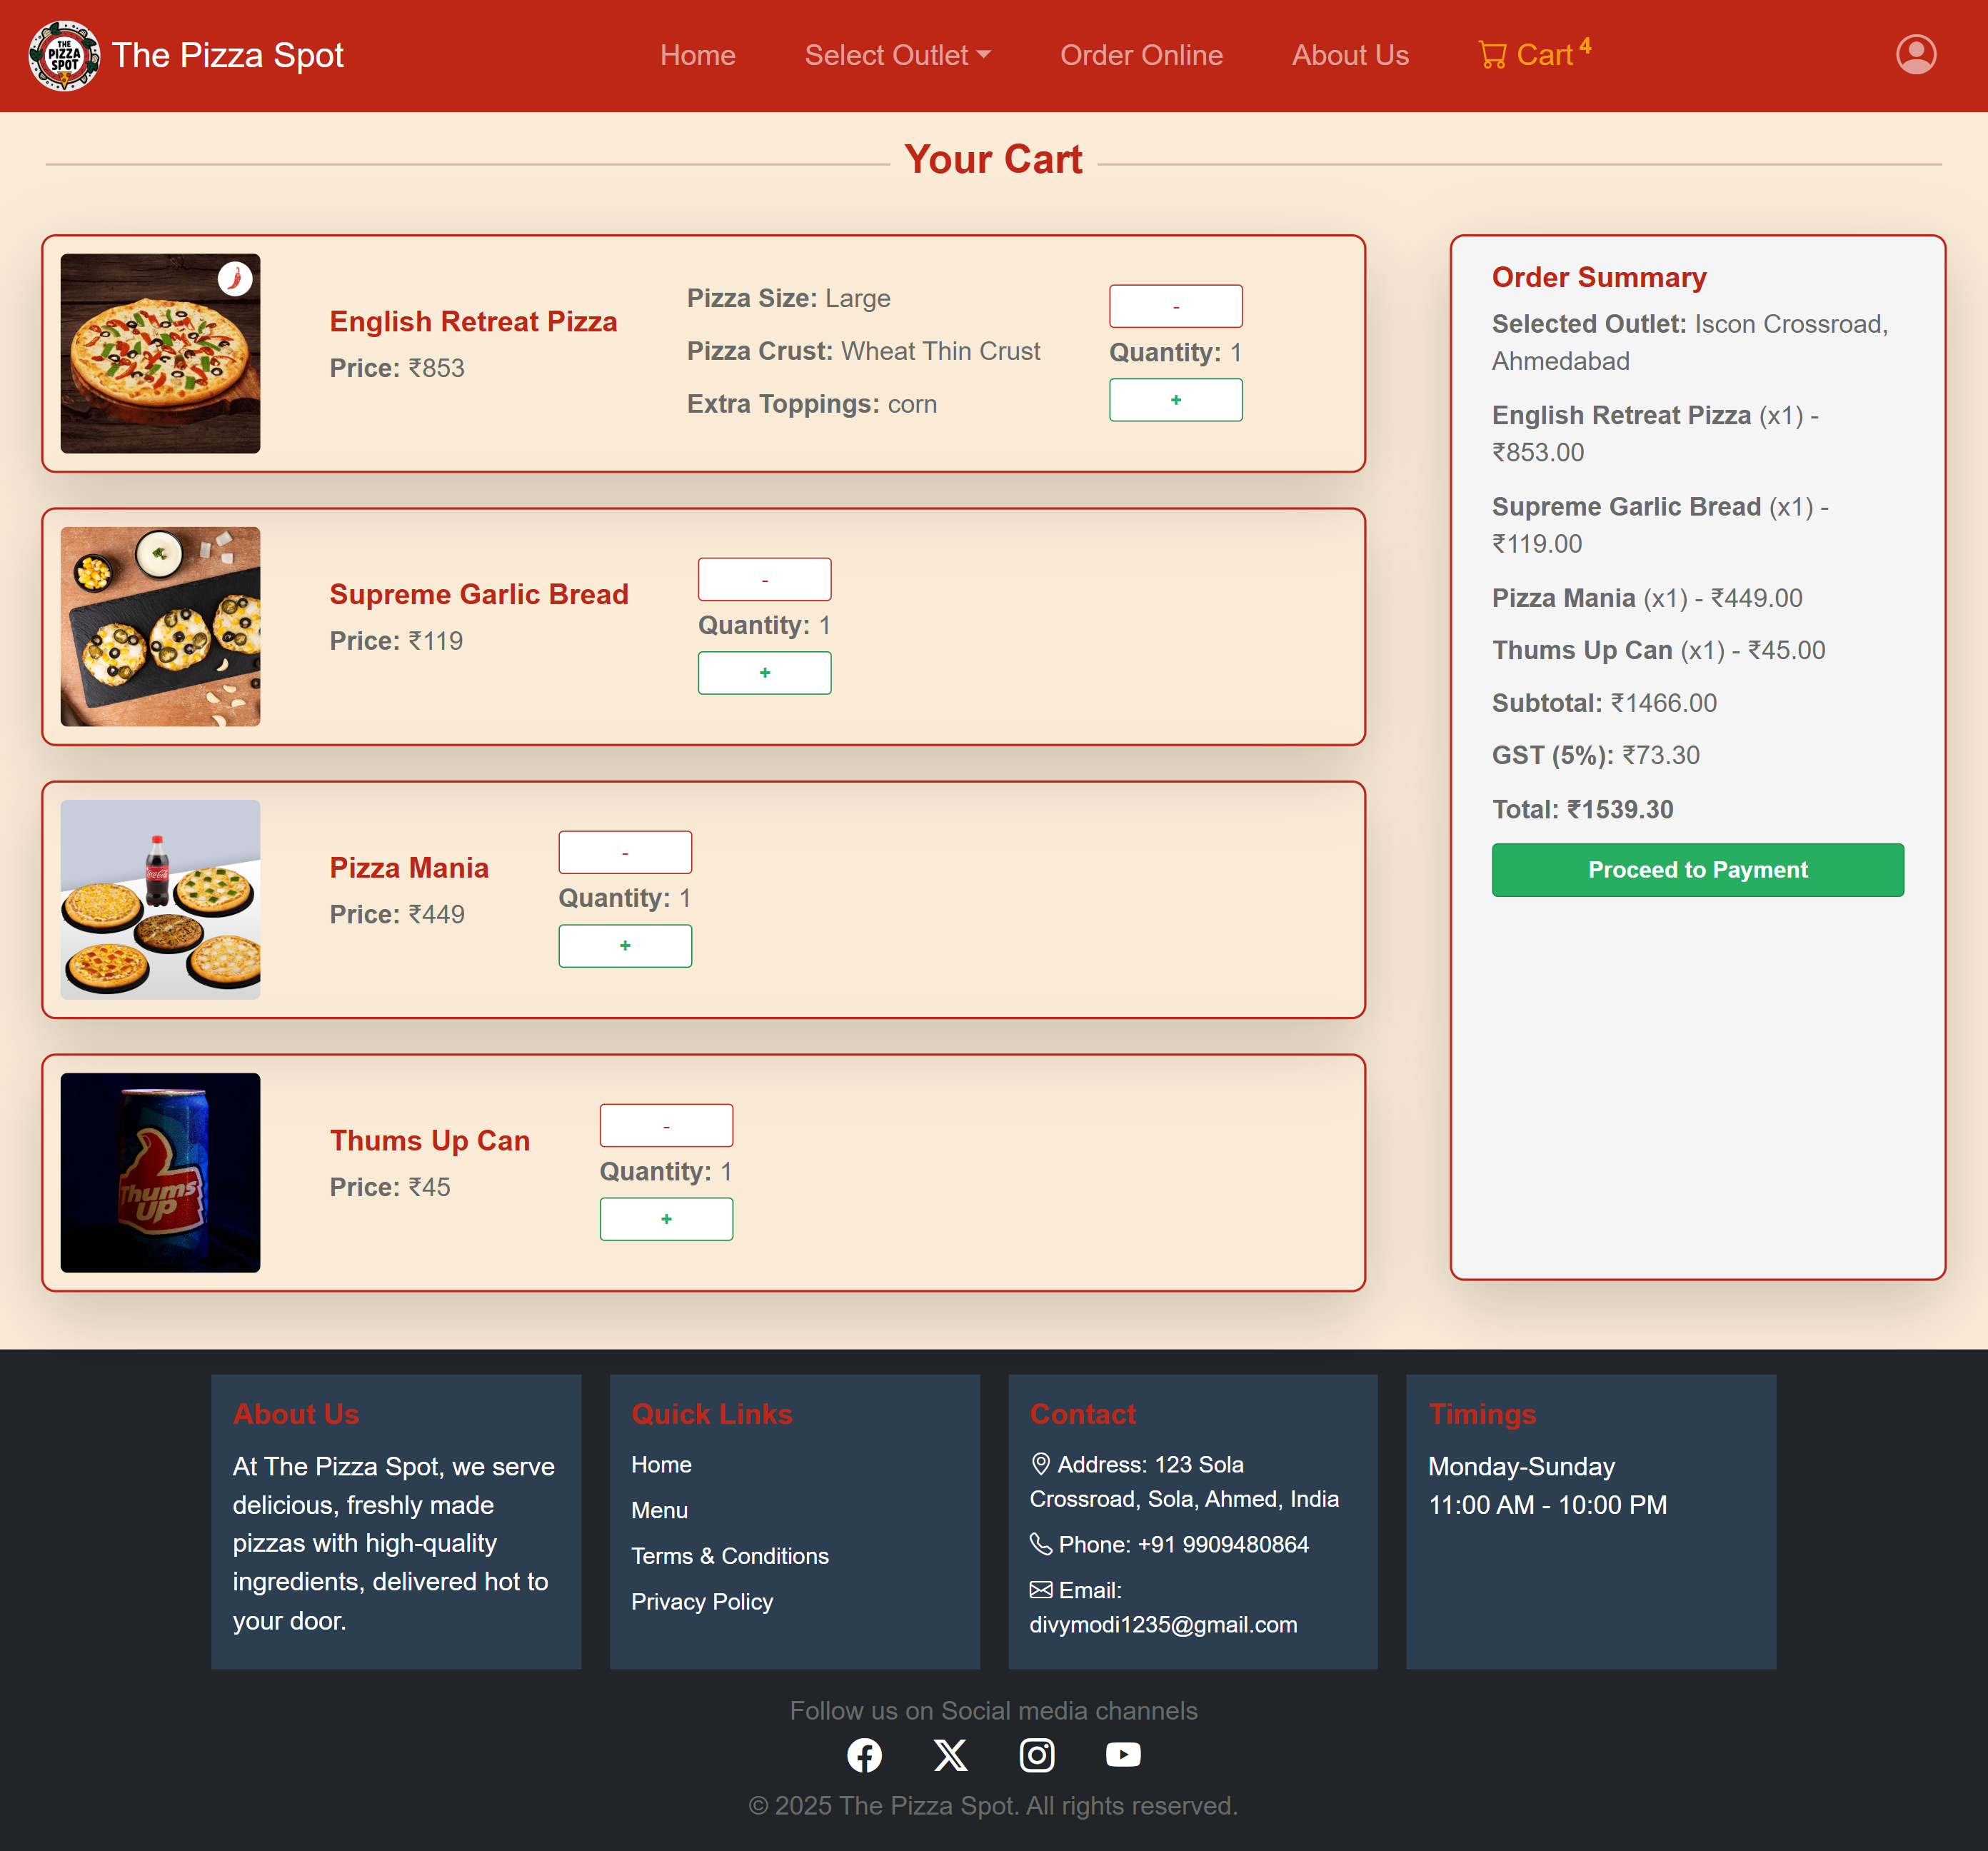 THE PIZZA SPOT
The Pizza Spot
Home
Select Outlet
Order Online
About Us
Cart 4
Your Cart
English Retreat Pizza
Price: ₹853
Pizza Size: Large
Pizza Crust: Wheat Thin Crust
Extra Toppings: corn
-
Quantity: 1
+
Supreme Garlic Bread
Price: ₹119
-
Quantity: 1
+
Coca-Cola
Pizza Mania
Price: ₹449
-
Quantity: 1
+
Thums
Up
Thums Up Can
Price: ₹45
-
Quantity: 1
+
Order Summary
Selected Outlet: Iscon Crossroad,
Ahmedabad
English Retreat Pizza (x1) -
₹853.00
Supreme Garlic Bread (x1) -
₹119.00
Pizza Mania (x1) - ₹449.00
Thums Up Can (x1) - ₹45.00
Subtotal: ₹1466.00
GST (5%): ₹73.30
Total: ₹1539.30
Proceed to Payment
About Us
At The Pizza Spot, we serve
delicious, freshly made
pizzas with high-quality
ingredients, delivered hot to
your door.
Quick Links
Home
Menu
Terms & Conditions
Privacy Policy
Contact
Address: 123 Sola
Crossroad, Sola, Ahmed, India
Phone: +91 9909480864
Email:
divymodi1235@gmail.com
Timings
Monday-Sunday
11:00 AM - 10:00 PM
Follow us on Social media channels
© 2025 The Pizza Spot. All rights reserved.